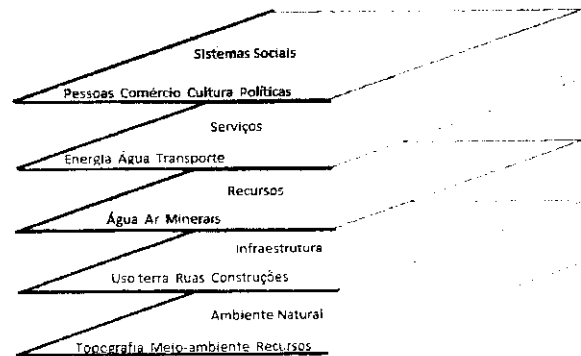 Sistemas Sociais
Pessoas Comércio Cultura Políticas
Serviços
Energia Água Transporte
Recursos
Água Ar Minerais
Infraestrutura
Uso terra Ruas Construções
Ambiente Natural
Topografia Meio-ambiente Recursos